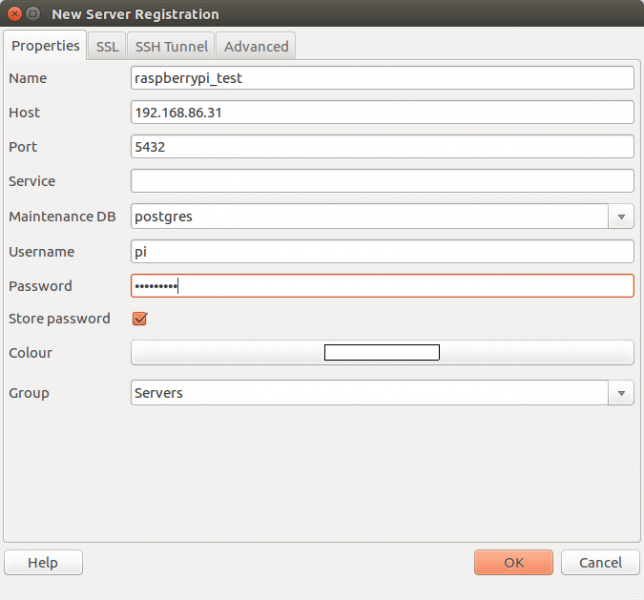 New Server Registration
Properties SSL SSH Tunnel Advanced
Name raspberrypi_test
Host 192.168.86.31
Port 5432
Service
Maintenance DB postgres
Username pi
Password •••••••••
Store password
Colour
Group Servers
Help OK Cancel